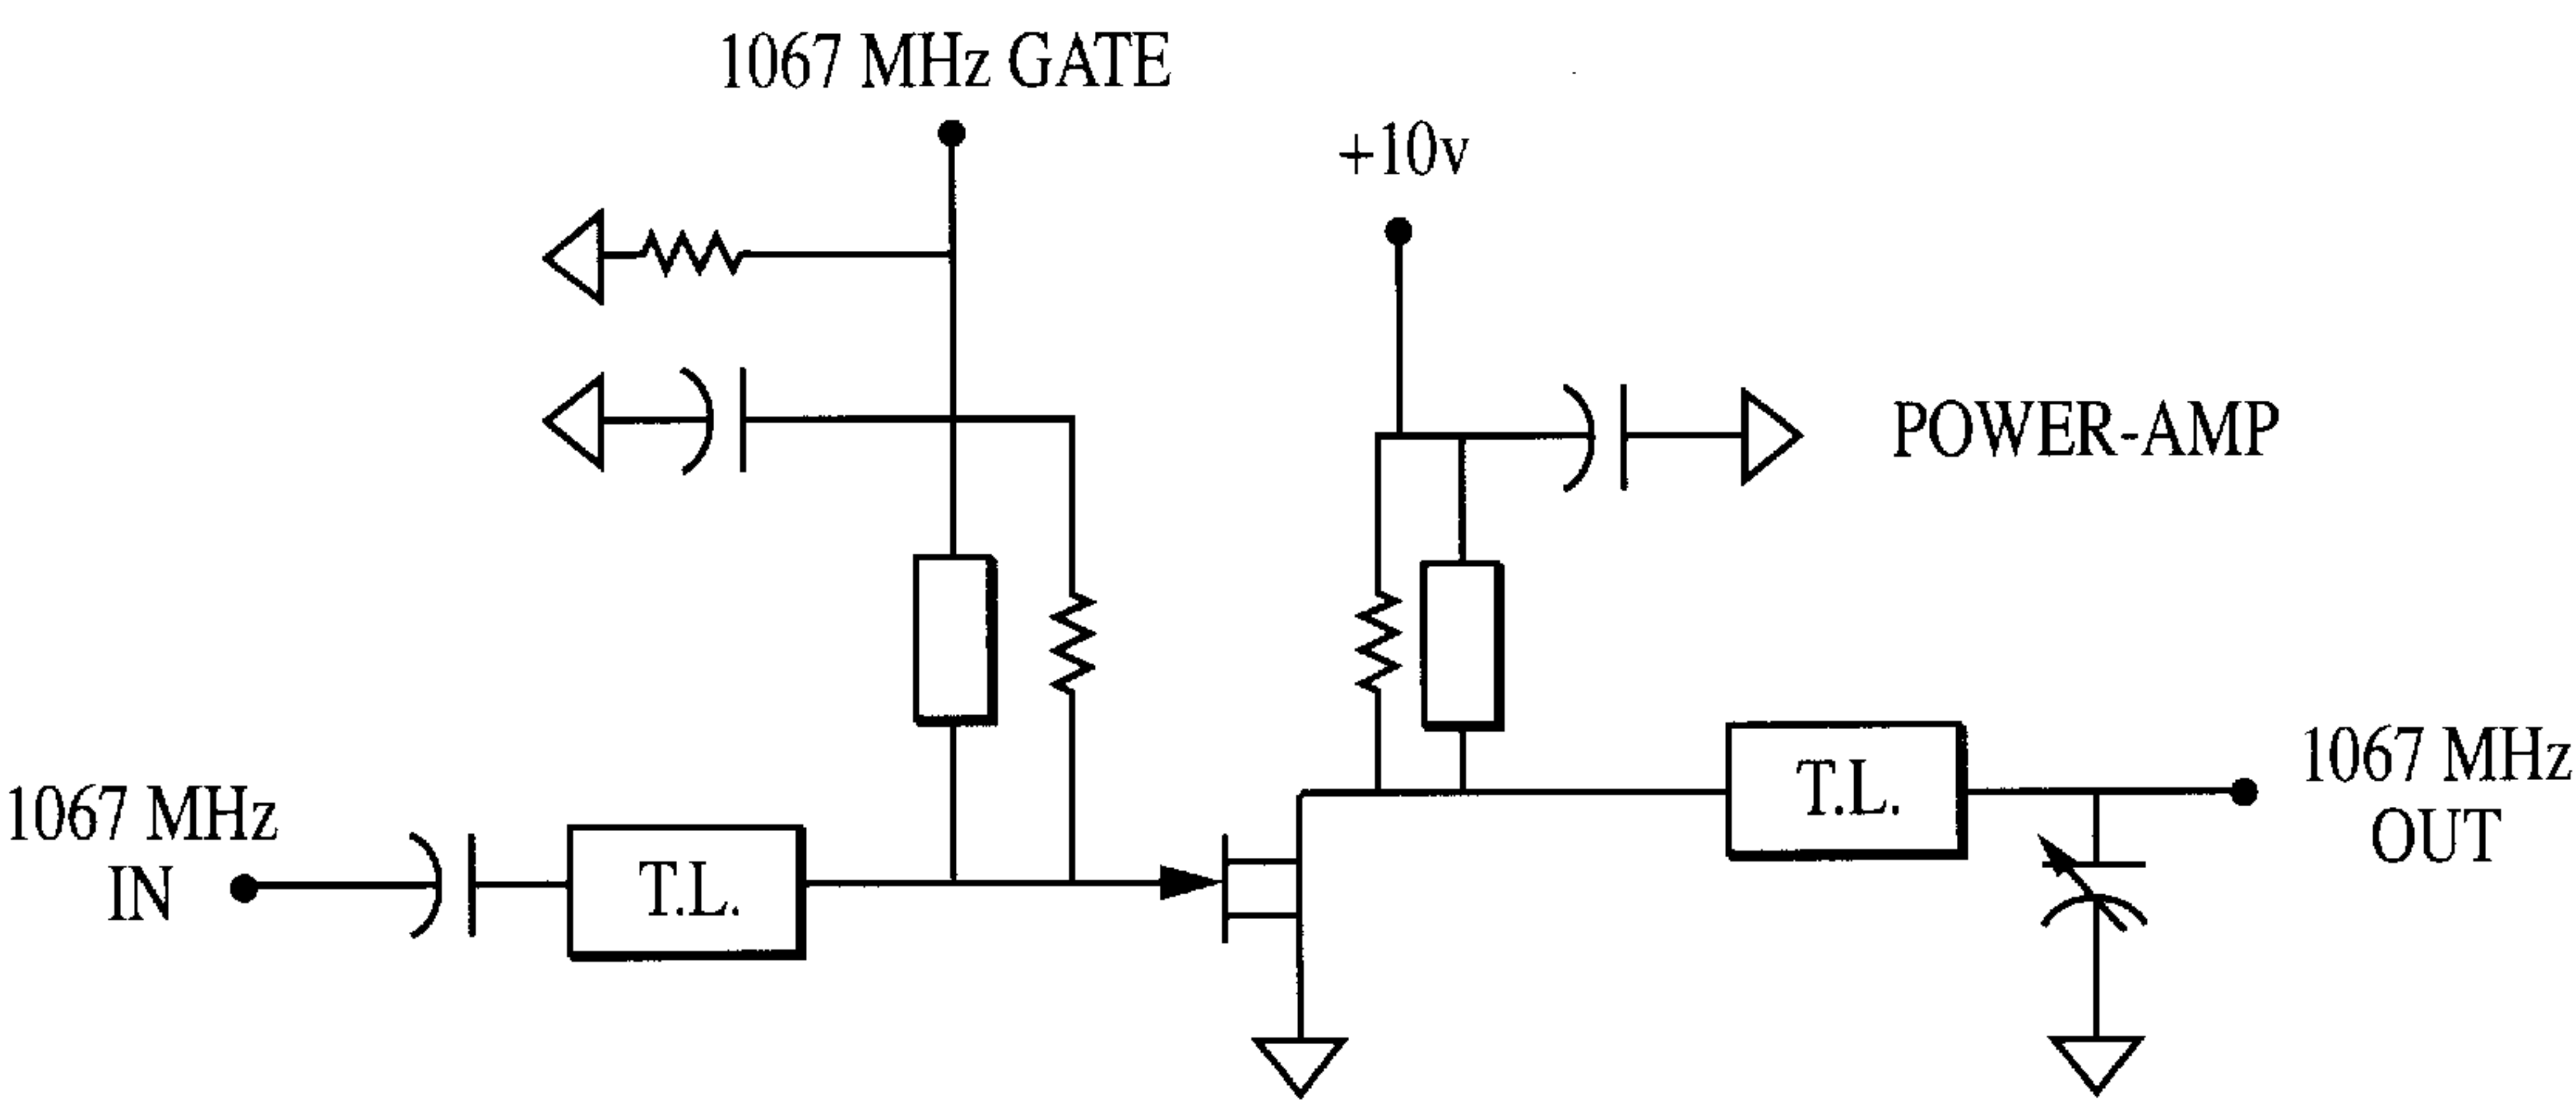 1067 MHz GATE
+10v
POWER-AMP
1067 MHz
IN
T.L.
T.L.
1067 MHz
OUT